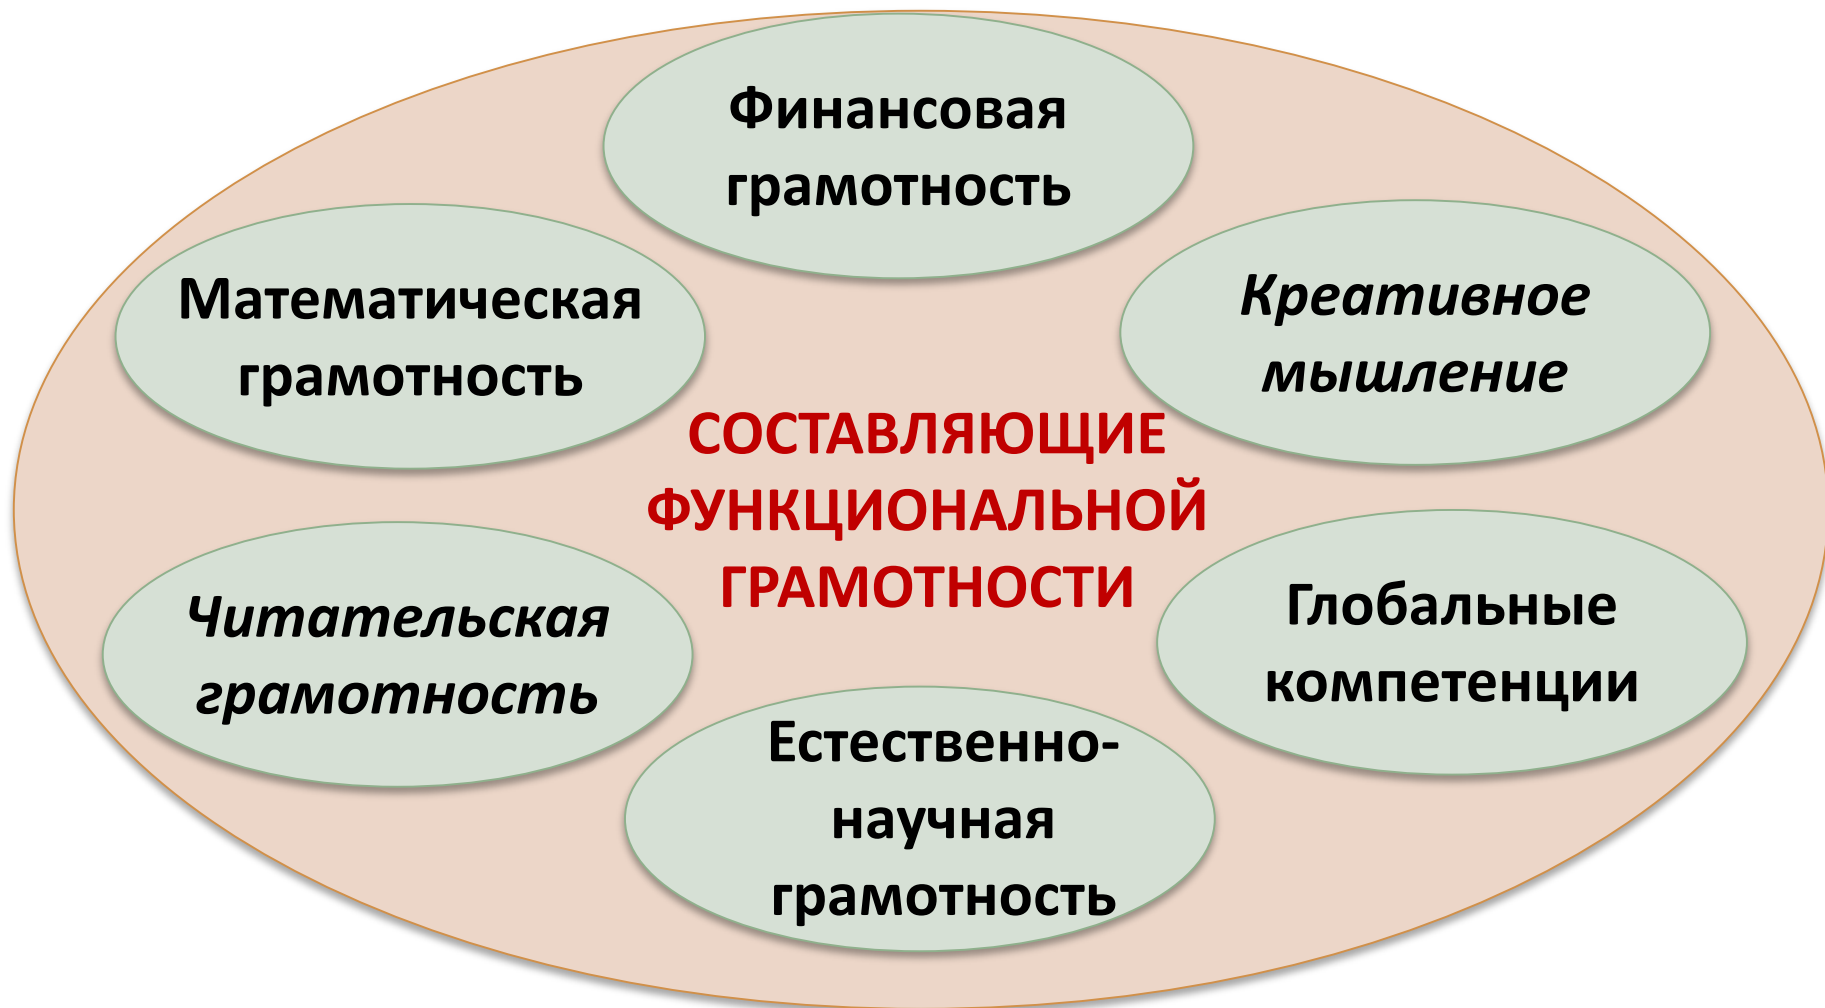 Финансовая
грамотность
Математическая
грамотность
Креативное
мышление
СОСТАВЛЯЮЩИЕ
ФУНКЦИОНАЛЬНОЙ
ГРАМОТНОСТИ
Читательская
грамотность
Глобальные
компетенции
Естественно-
научная
грамотность